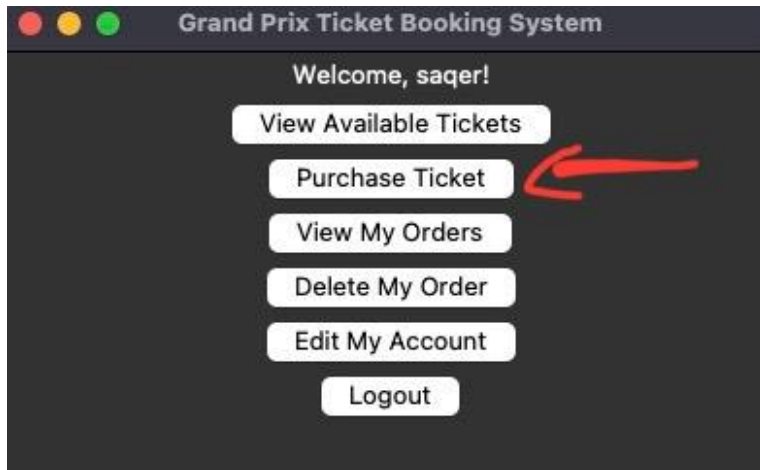 Grand Prix Ticket Booking System
Welcome, saqer!
View Available Tickets
Purchase Ticket
View My Orders
Delete My Order
Edit My Account
Logout